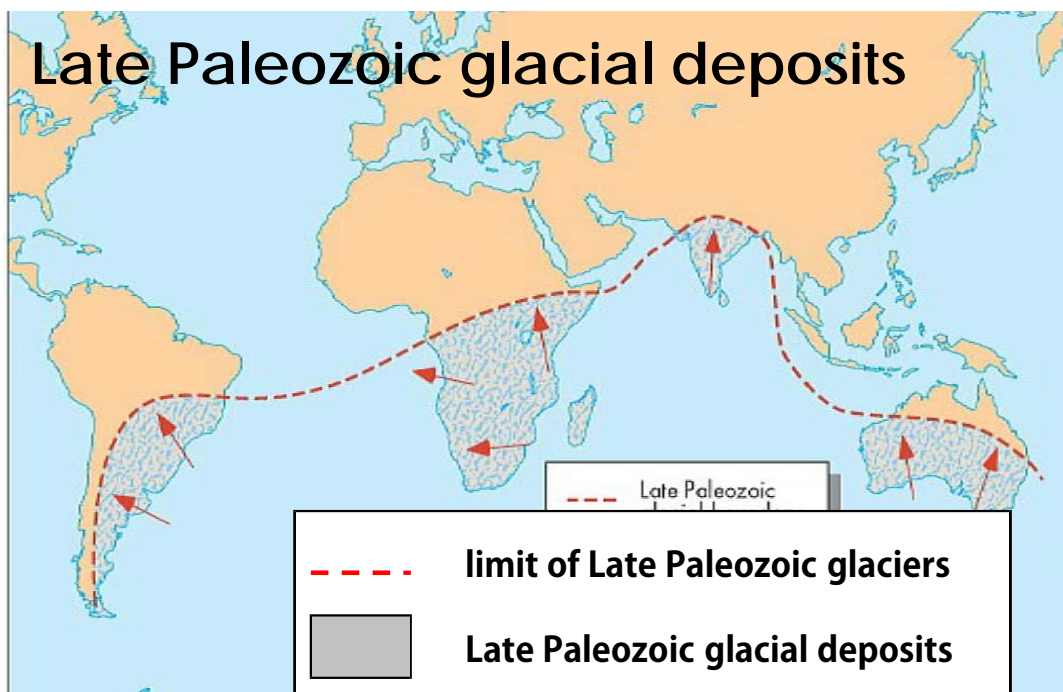 Late Paleozoic glacial deposits
Late Paleozoic
limit of Late Paleozoic glaciers
Late Paleozoic glacial deposits